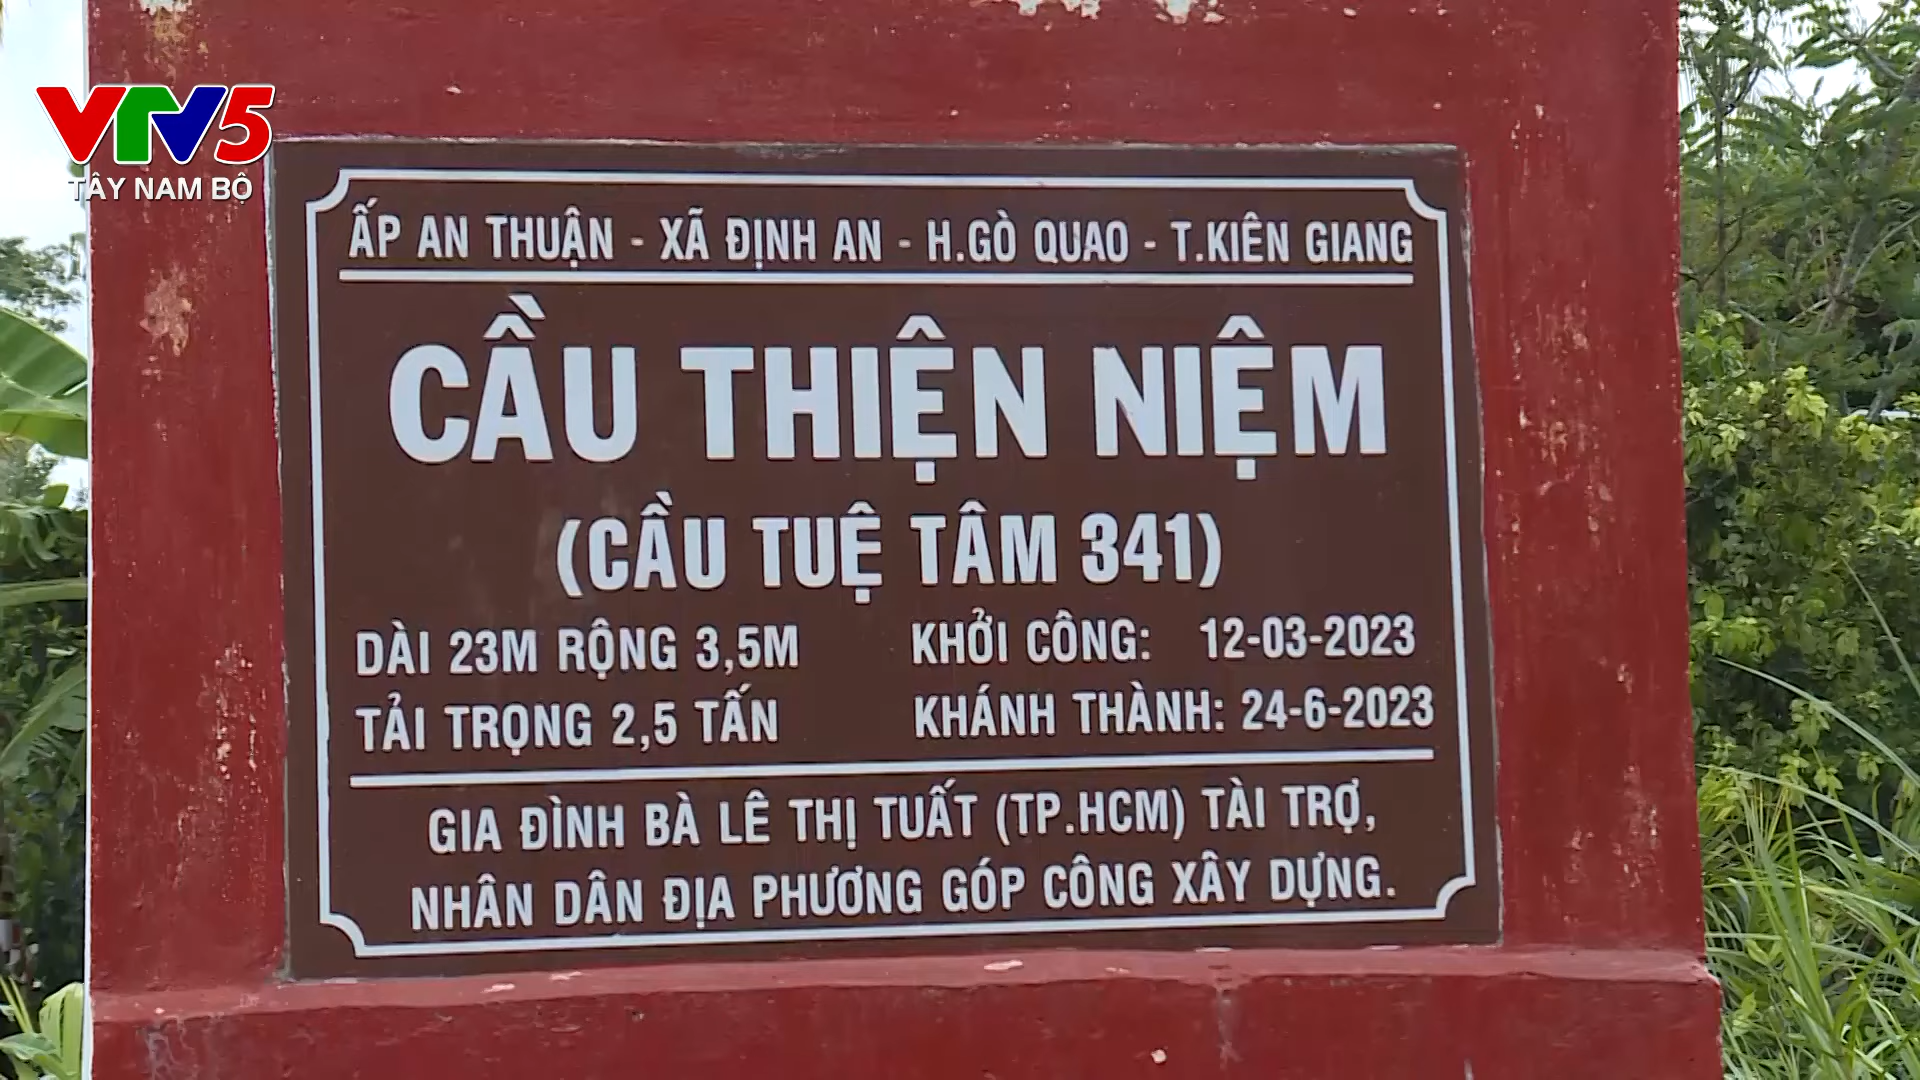 VTV5
TÂY NAM BỘ
ẤP AN THUẬN - XÃ ĐỊNH AN - H.GÒ QUAO - T.KIÊN GIANG
CẦU THIỆN NIỆM
(CẦU TUỆ TÂM 341)
DÀI 23M RỘNG 3,5M KHỞI CÔNG: 12-03-2023
TẢI TRỌNG 2,5 TẤN KHÁNH THÀNH: 24-6-2023
GIA ĐÌNH BÀ LÊ THỊ TUẤT (TP.HCM) TÀI TRỢ,
NHÂN DÂN ĐỊA PHƯƠNG GÓP CÔNG XÂY DỰNG.